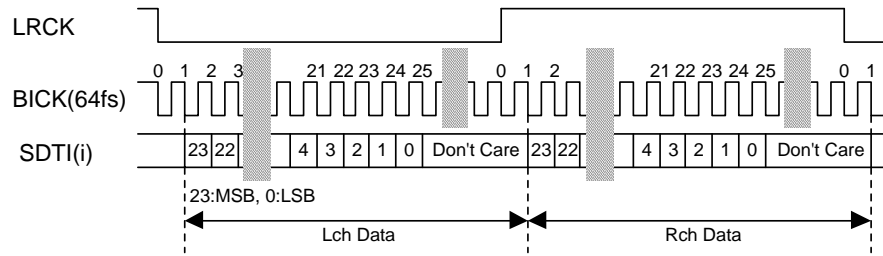 LRCK
0 1 2 3 21 22 23 24 25 0 1 2 21 22 23 24 25 0 1
BICK(64fs)
SDTI(i) 23 22 4 3 2 1 0 Don't Care 23 22 4 3 2 1 0 Don't Care
23:MSB, 0:LSB
Lch Data Rch Data